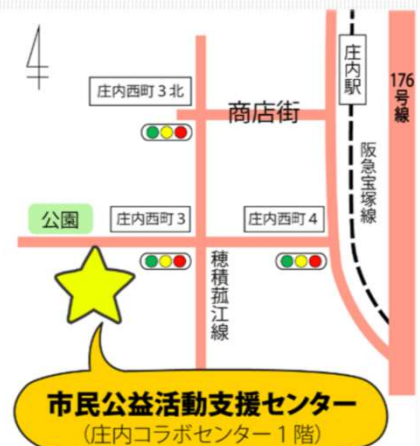 庄内西町3北
商店街
庄内駅
176号線
阪急宝塚線
公園
庄内西町3
庄内西町4
穂積菰江線
市民公益活動支援センター
(庄内コラボセンター1階)